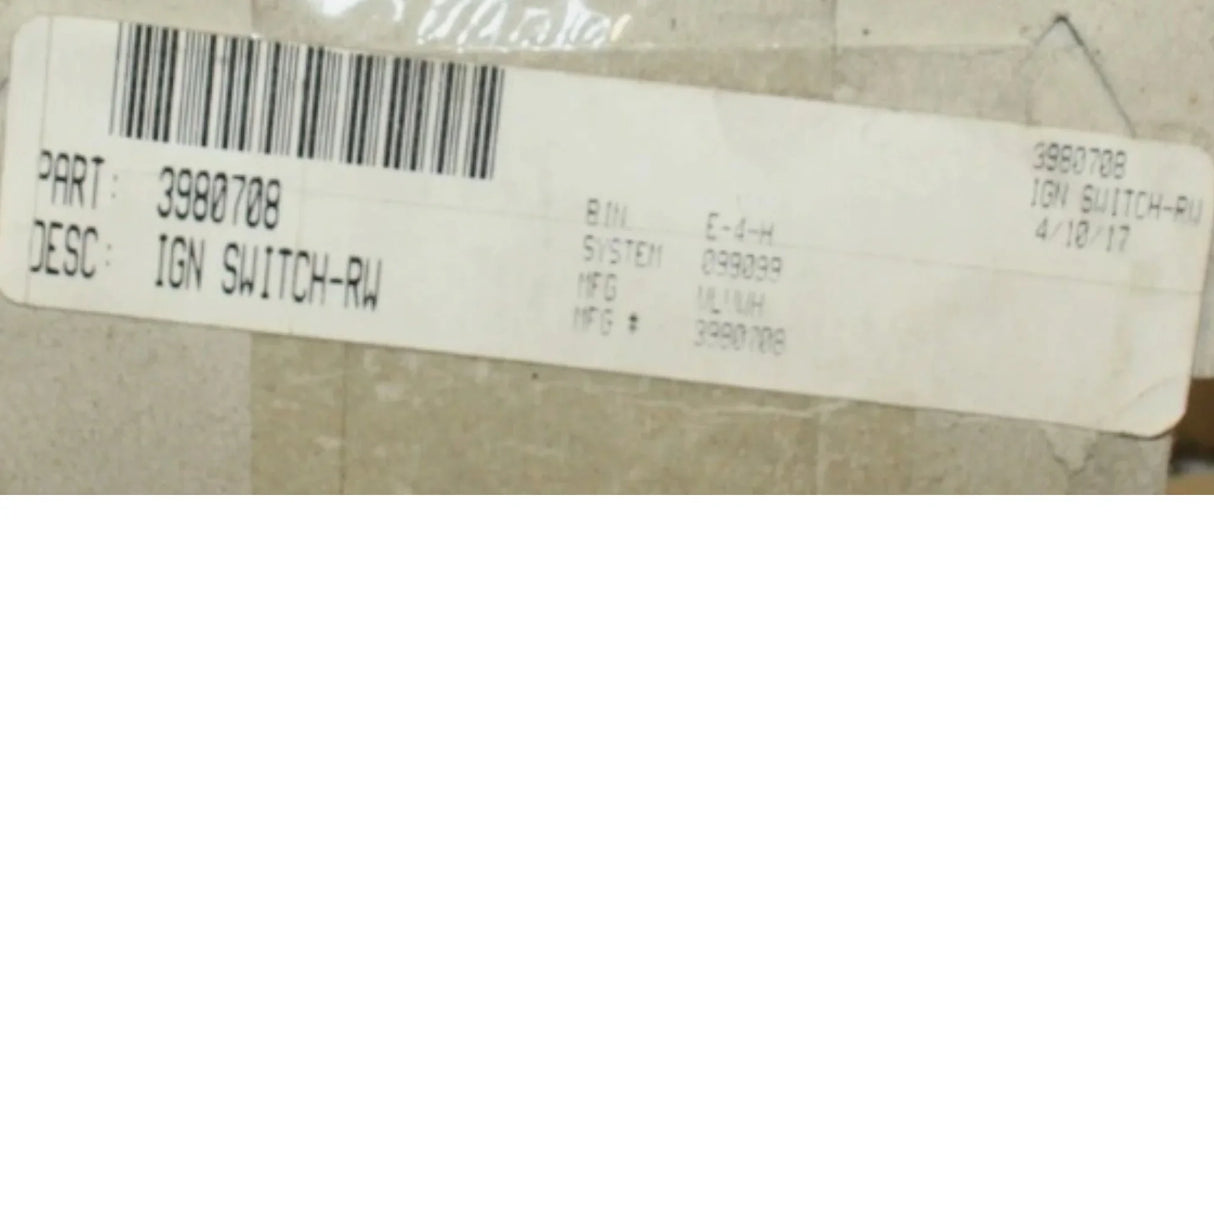 PART: 3980708
DESC: IGN SWITCH-RW
BIN E-4-H
SYSTEM 099099
MFG
MFG # 3980708
3980708
IGN SWITCH-RW
4/10/17